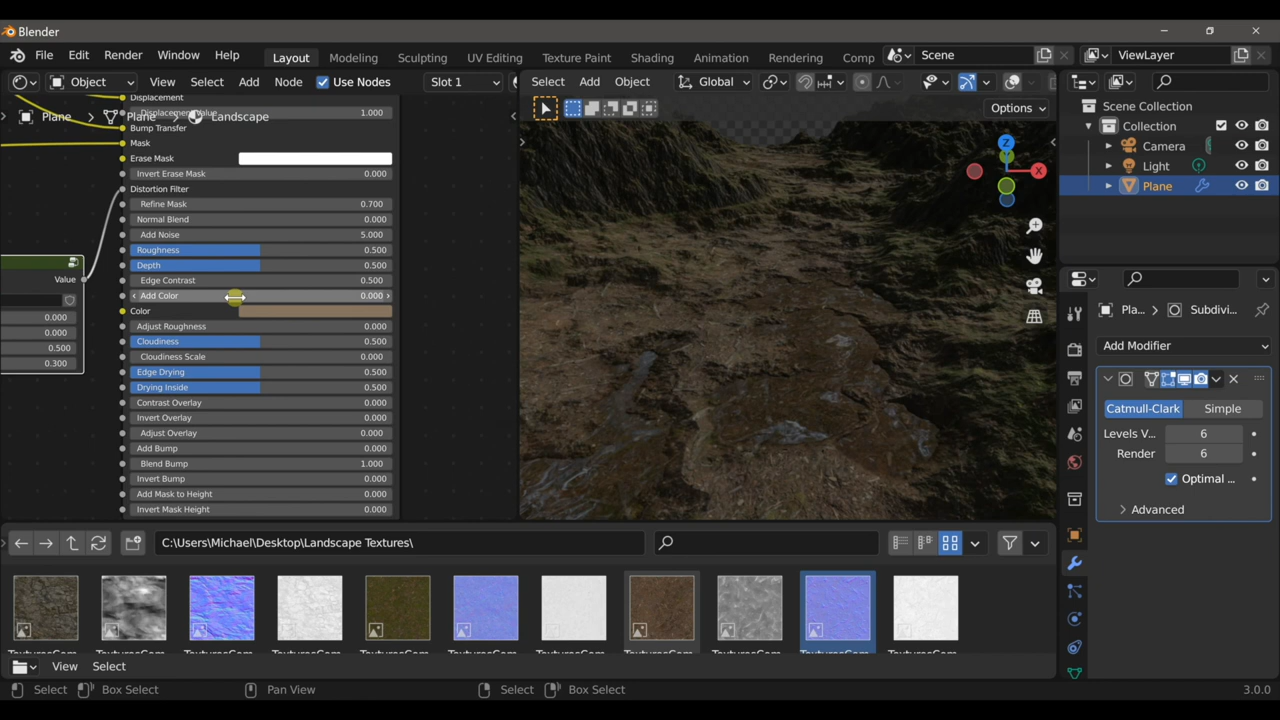 Blender
File Edit Render Window Help Layout Modeling Sculpting UV Editing Texture Paint Shading Animation Rendering Comp Scene ViewLayer
Object View Select Add Node Use Nodes Slot 1 Select Add Object Global
Options
Displacement
Displacement Value 1.000
Plane Plane Landscape
Bump Transfer
Mask
Erase Mask
Invert Erase Mask 0.000
Distortion Filter
Refine Mask 0.700
Normal Blend 0.000
Add Noise 5.000
Roughness 0.500
Depth 0.500
Edge Contrast 0.500
Add Color 0.000
Color
Adjust Roughness 0.000
Cloudiness 0.500
Cloudiness Scale 0.000
Edge Drying 0.500
Drying Inside 0.500
Contrast Overlay 0.000
Invert Overlay 0.000
Adjust Overlay 0.000
Add Bump 0.000
Blend Bump 1.000
Invert Bump 0.000
Add Mask to Height 0.000
Invert Mask Height 0.000
Value
0.000
0.000
0.500
0.300
Z
X
Scene Collection
Collection
Camera
Light
Plane
Pla... Subdivi...
Add Modifier
Catmull-Clark Simple
Levels V... 6
Render 6
Optimal ...
Advanced
C:\Users\Michael\Desktop\Landscape Textures\
View Select
Select Box Select Pan View Select Box Select 3.0.0